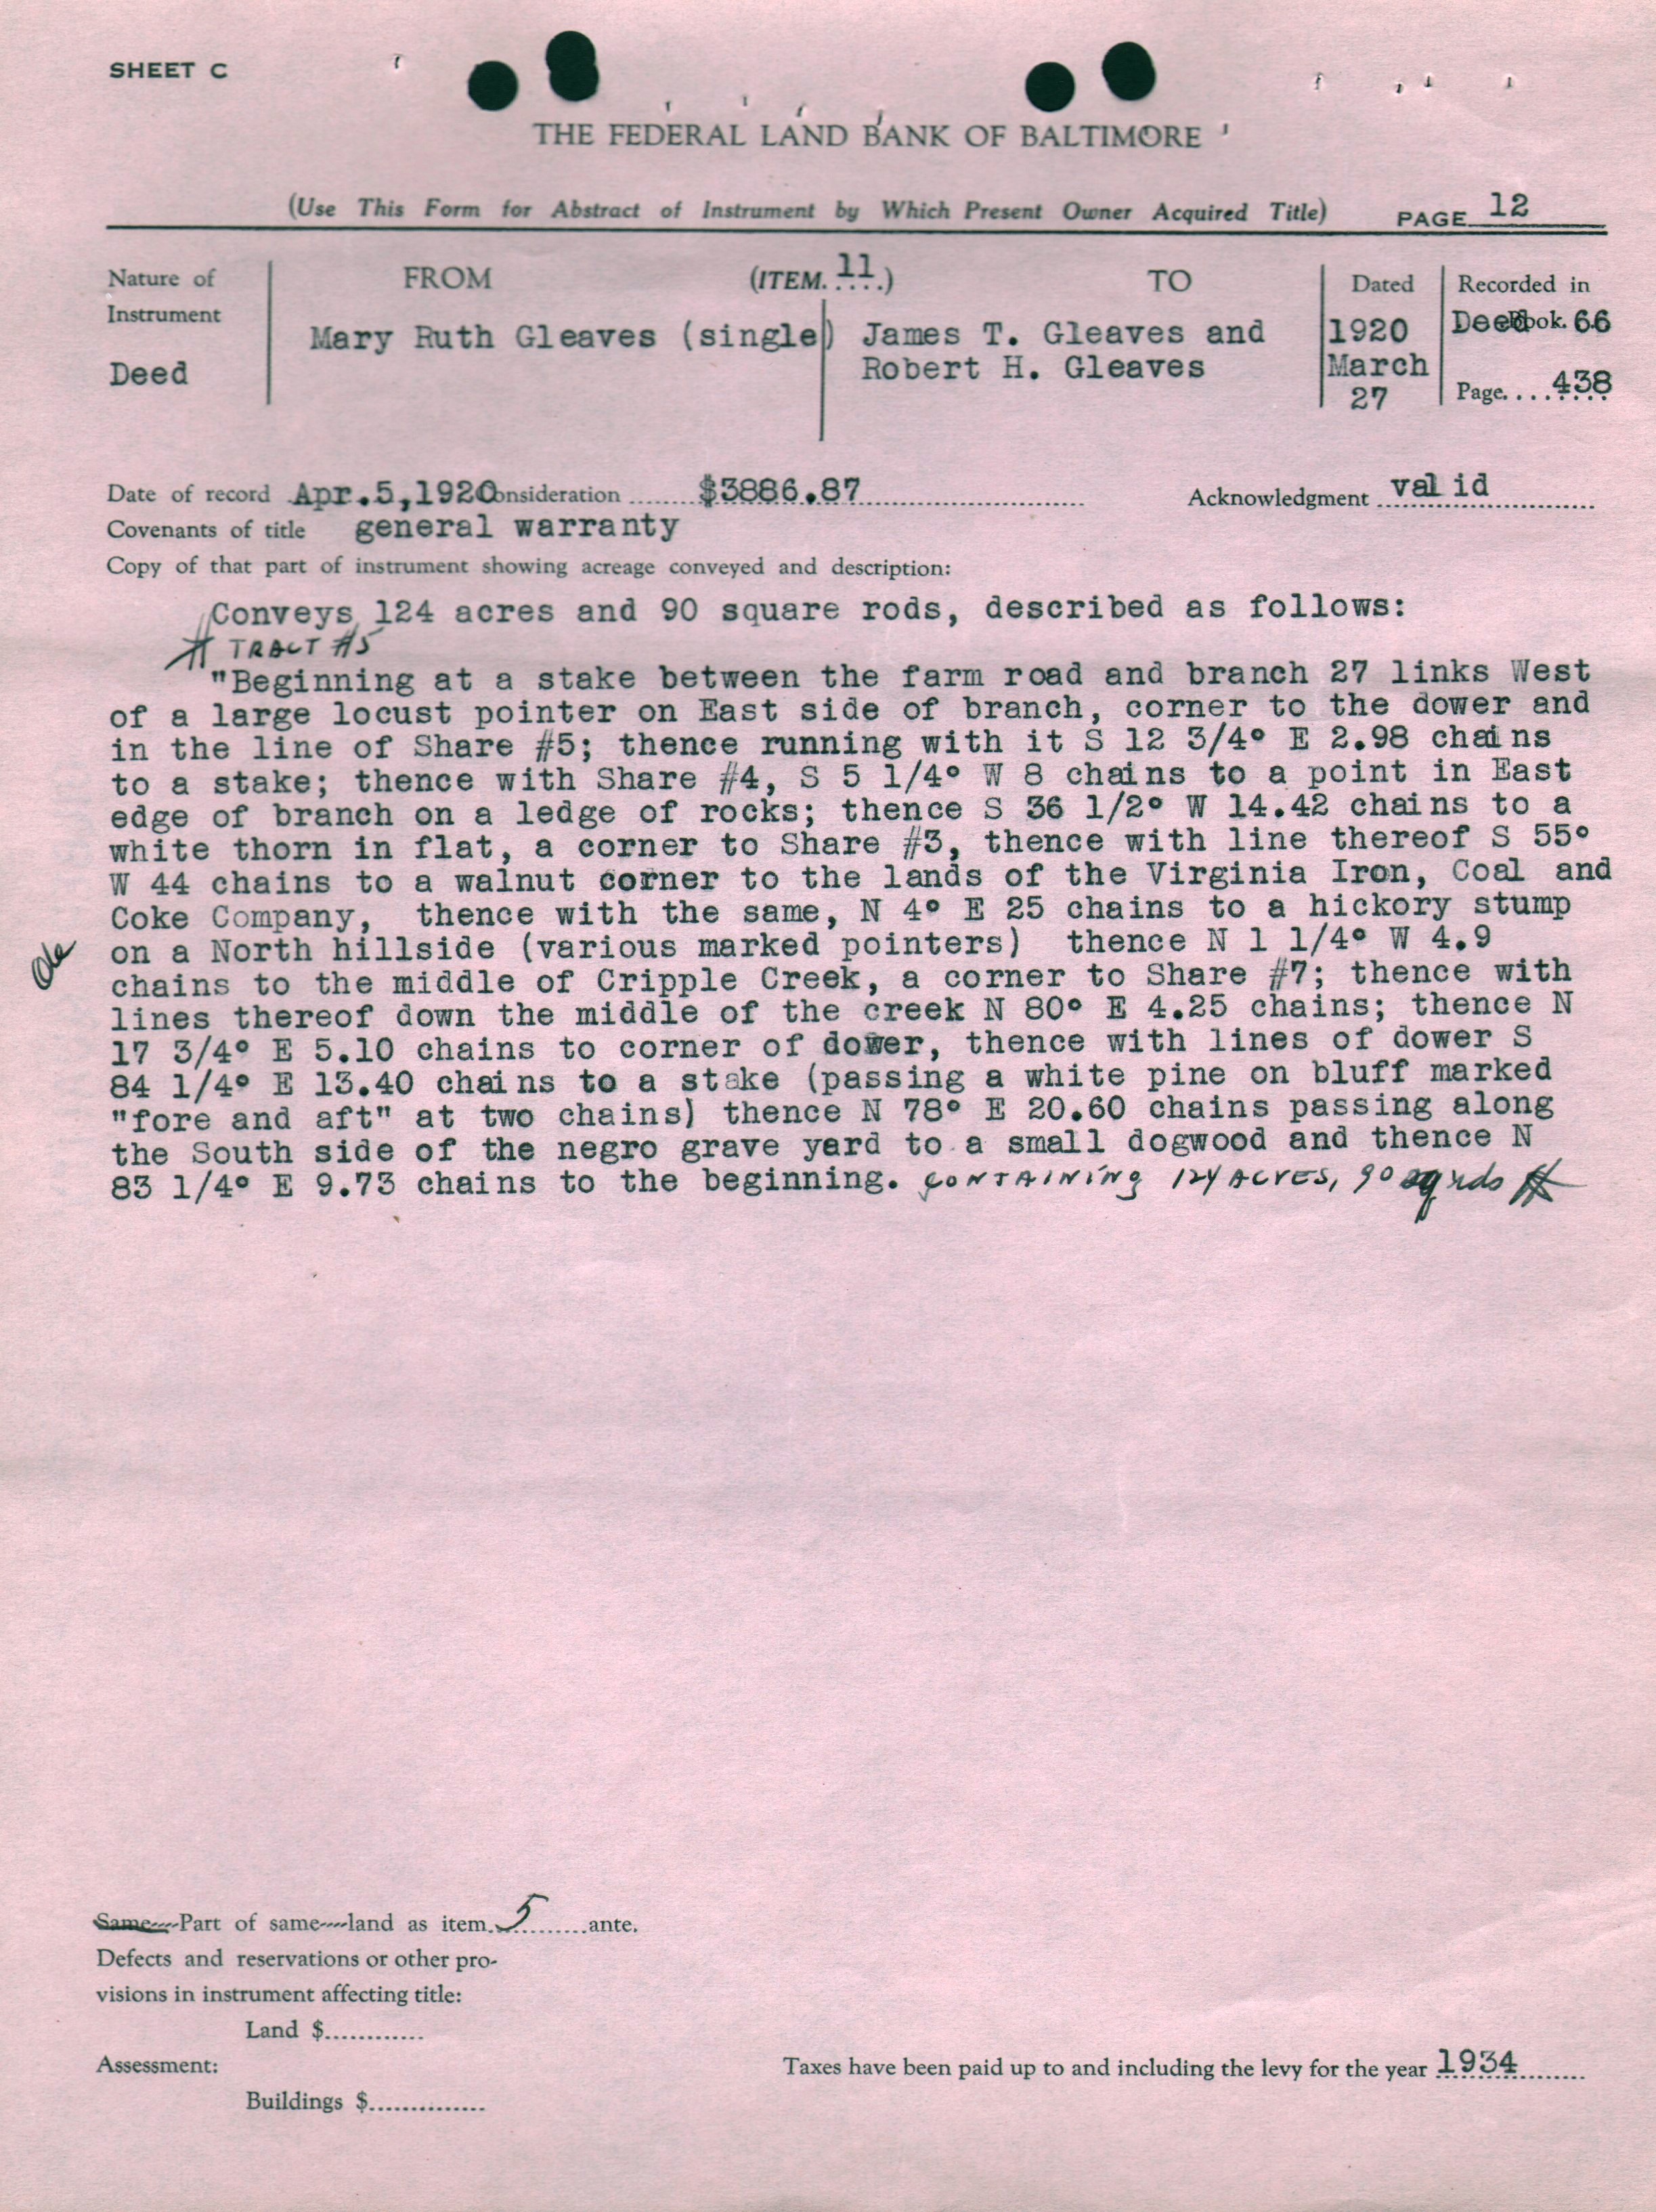 SHEET C
THE FEDERAL LAND BANK OF BALTIMORE
(Use This Form for Abstract of Instrument by Which Present Owner Acquired Title) PAGE 12
Nature of Instrument
FROM (ITEM. 11.) TO
Dated
Recorded in
Deed
Mary Ruth Gleaves (single)
James T. Gleaves and
Robert H. Gleaves
1920
March
27
Deed Book. 66
Page....438
Date of record Apr.5,1920 Consideration $3886.87 Acknowledgment valid
Covenants of title general warranty
Copy of that part of instrument showing acreage conveyed and description:
Conveys 124 acres and 90 square rods, described as follows:
TRACT #5
"Beginning at a stake between the farm road and branch 27 links West
of a large locust pointer on East side of branch, corner to the dower and
in the line of Share #5; thence running with it S 12 3/4° E 2.98 chains
to a stake; thence with Share #4, S 5 1/4° W 8 chains to a point in East
edge of branch on a ledge of rocks; thence S 36 1/2° W 14.42 chains to a
white thorn in flat, a corner to Share #3, thence with line thereof S 55°
W 44 chains to a walnut corner to the lands of the Virginia Iron, Coal and
Coke Company, thence with the same, N 4° E 25 chains to a hickory stump
on a North hillside (various marked pointers) thence N 1 1/4° W 4.9
chains to the middle of Cripple Creek, a corner to Share #7; thence with
lines thereof down the middle of the creek N 80° E 4.25 chains; thence N
17 3/4° E 5.10 chains to corner of dower, thence with lines of dower S
84 1/4° E 13.40 chains to a stake (passing a white pine on bluff marked
"fore and aft" at two chains) thence N 78° E 20.60 chains passing along
the South side of the negro grave yard to a small dogwood and thence N
83 1/4° E 9.73 chains to the beginning. CONTAINING 124 ACRES, 90 sq rds
Same----Part of same----land as item 5 ante.
Defects and reservations or other pro-
visions in instrument affecting title:
Land $............
Assessment:
Taxes have been paid up to and including the levy for the year 1934
Buildings $..............